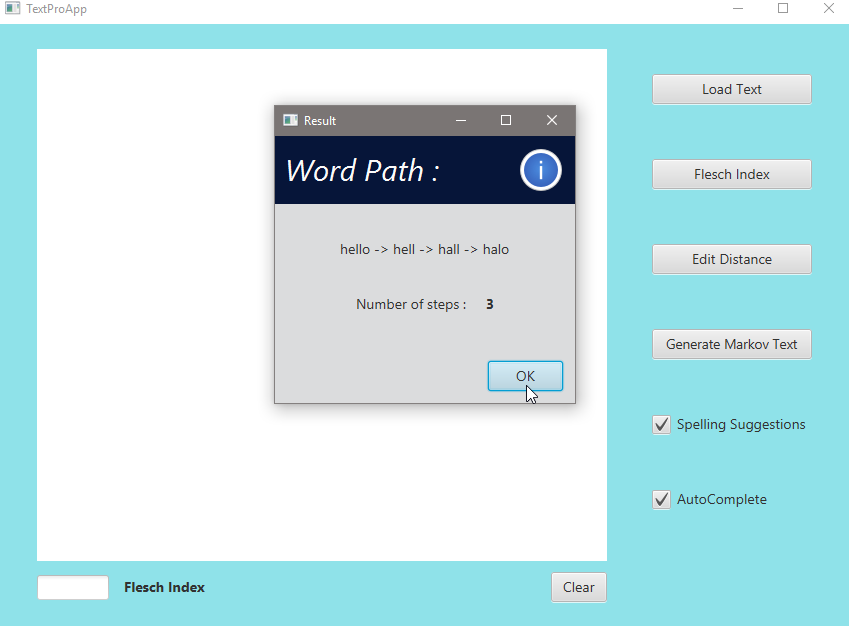 TextProApp
Load Text
Result
Word Path :
i
Flesch Index
hello -> hell -> hall -> halo
Edit Distance
Number of steps : 3
Generate Markov Text
OK
Spelling Suggestions
AutoComplete
Flesch Index
Clear